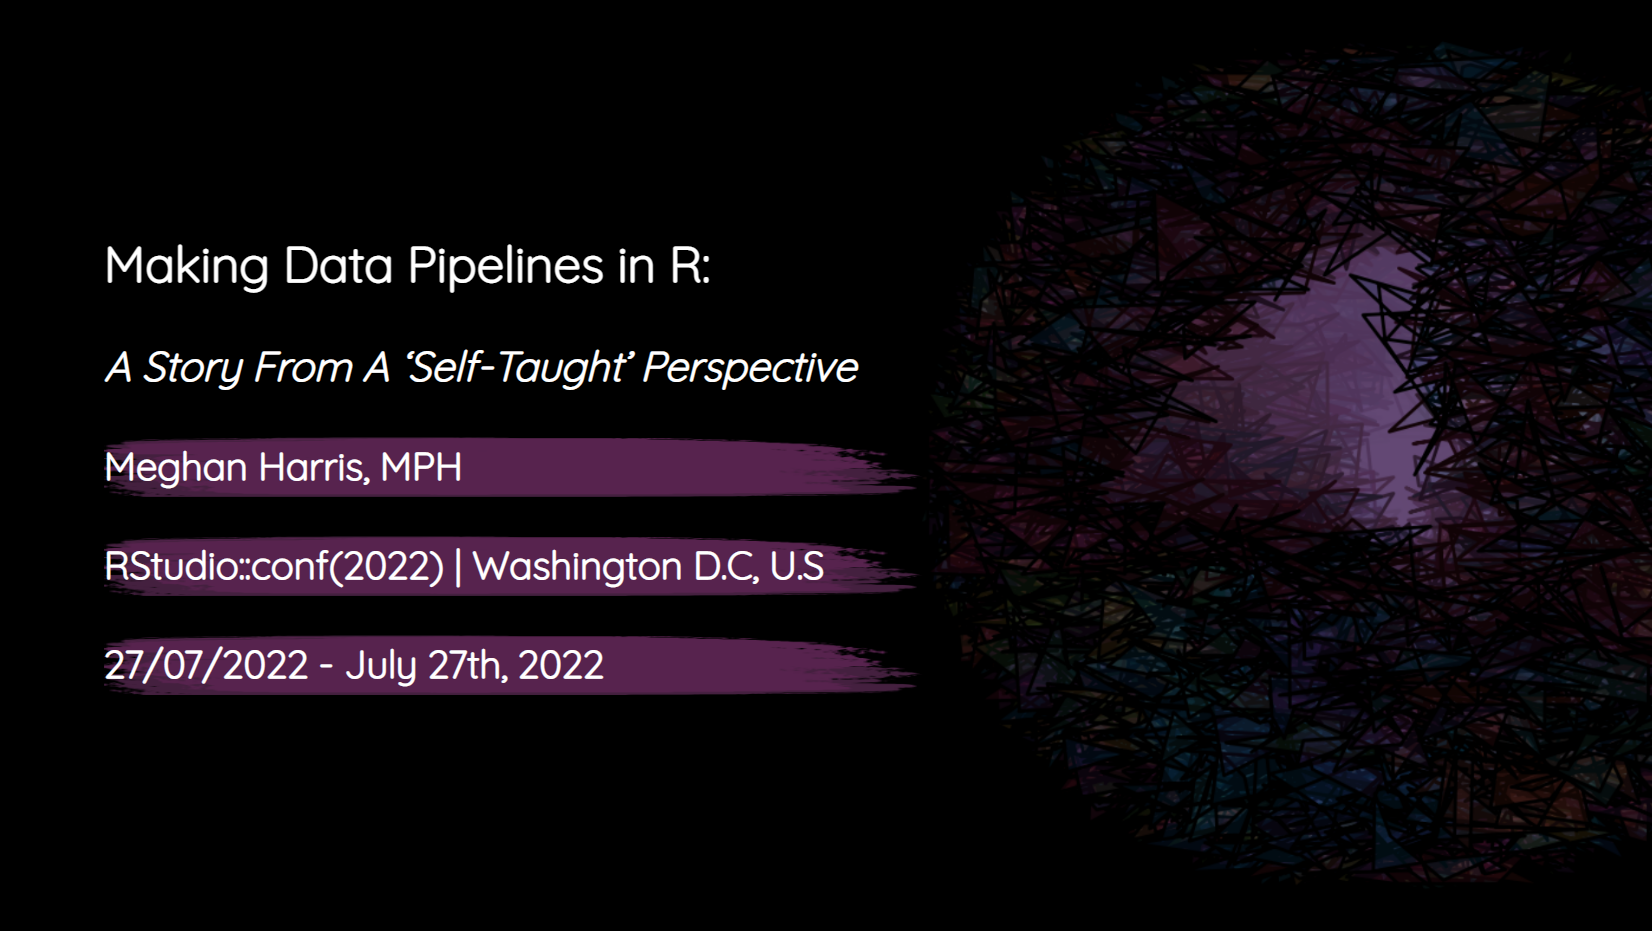 Making Data Pipelines in R:
A Story From A ‘Self-Taught’ Perspective
Meghan Harris, MPH
RStudio::conf(2022) | Washington D.C, U.S
27/07/2022 - July 27th, 2022